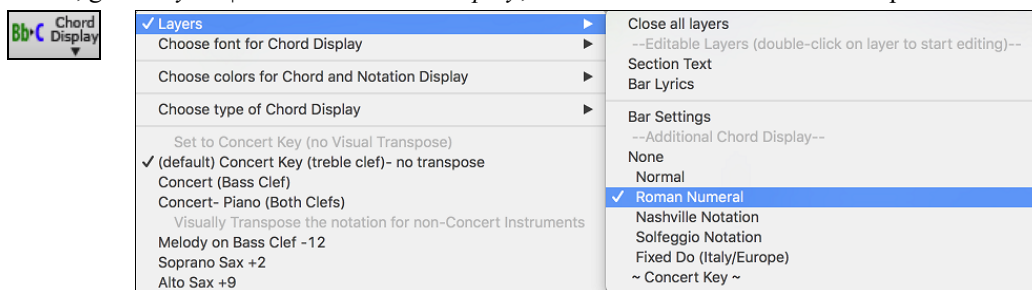 Bb›C Chord
Display
✓ Layers ▶
Choose font for Chord Display ▶
Choose colors for Chord and Notation Display ▶
Choose type of Chord Display ▶
Set to Concert Key (no Visual Transpose)
✓ (default) Concert Key (treble clef)- no transpose
Concert (Bass Clef)
Concert- Piano (Both Clefs)
Visually Transpose the notation for non-Concert Instruments
Melody on Bass Clef -12
Soprano Sax +2
Alto Sax +9
Close all layers
--Editable Layers (double-click on layer to start editing)--
Section Text
Bar Lyrics
Bar Settings
--Additional Chord Display--
None
Normal
✓ Roman Numeral
Nashville Notation
Solfeggio Notation
Fixed Do (Italy/Europe)
~ Concert Key ~